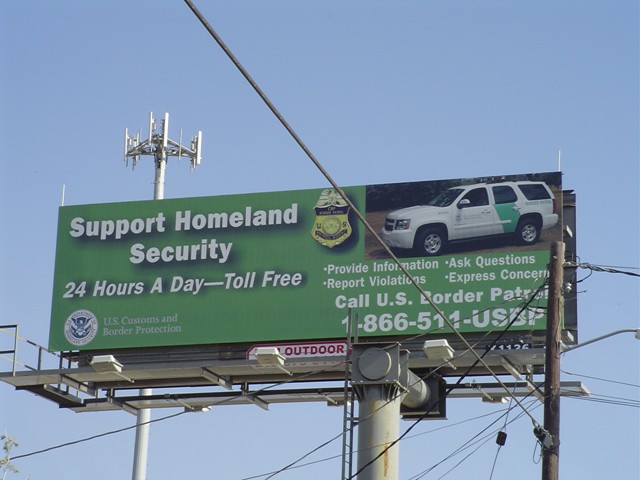 Support Homeland
Security
24 Hours A Day—Toll Free
U.S. Customs and
Border Protection
•Provide Information •Ask Questions
•Report Violations •Express Concern
Call U.S. Border Patrol
1-866-511-USBP
OUTDOOR